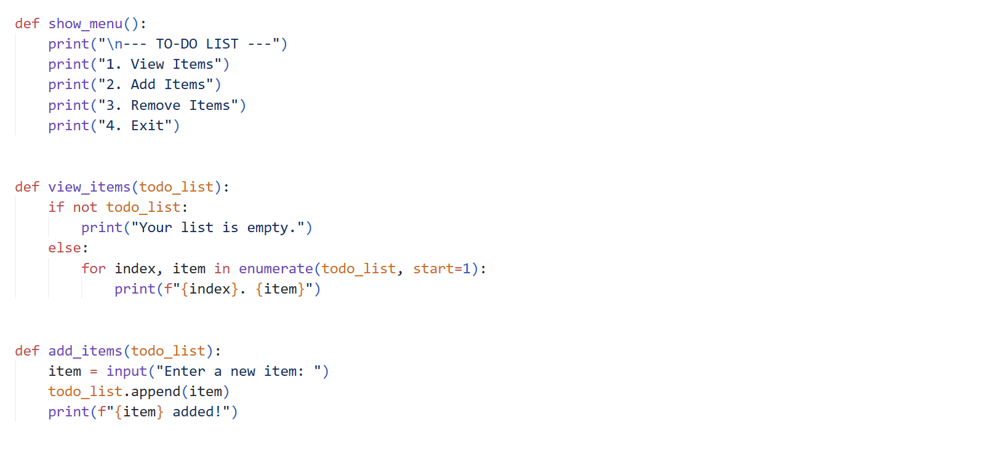 def show_menu():
    print("\n--- TO-DO LIST ---")
    print("1. View Items")
    print("2. Add Items")
    print("3. Remove Items")
    print("4. Exit")
def view_items(todo_list):
    if not todo_list:
        print("Your list is empty.")
    else:
        for index, item in enumerate(todo_list, start=1):
            print(f"{index}. {item}")
def add_items(todo_list):
    item = input("Enter a new item: ")
    todo_list.append(item)
    print(f"{item} added!")